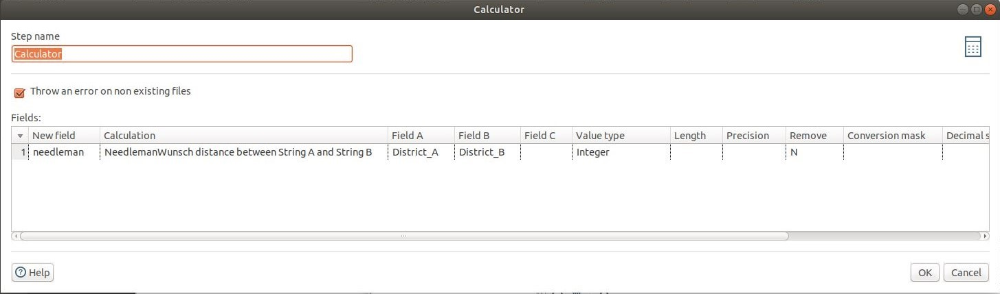 Calculator
Step name
Calculator
Throw an error on non existing files
Fields:
New field Calculation Field A Field B Field C Value type Length Precision Remove Conversion mask Decimal s
1 needleman NeedlemanWunsch distance between String A and String B District_A District_B Integer N
Help OK Cancel